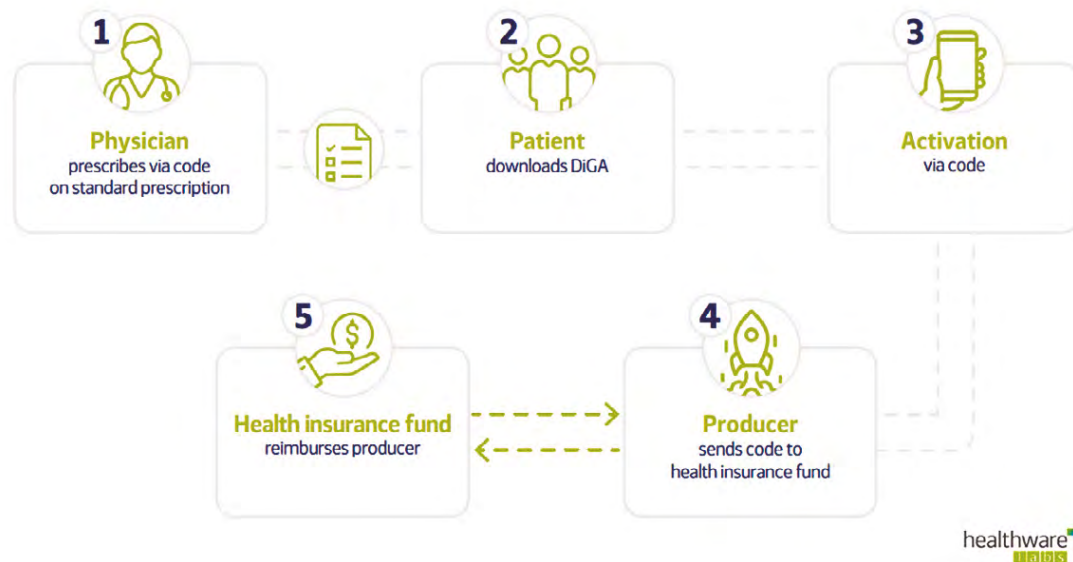 1
Physician
prescribes via code
on standard prescription
2
Patient
downloads DiGA
3
Activation
via code
5
$
Health insurance fund
reimburses producer
4
Producer
sends code to
health insurance fund
healthware
labs